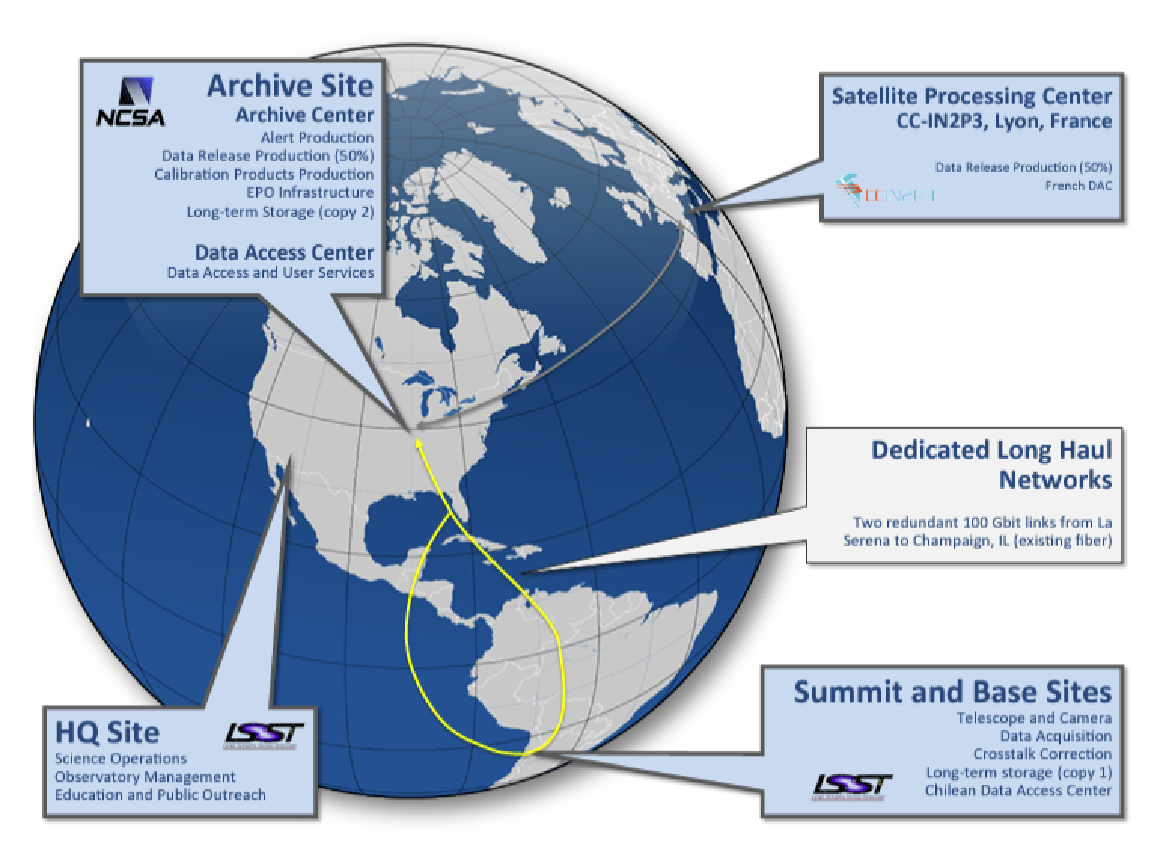 NCSA
Archive Site
Archive Center
Alert Production
Data Release Production (50%)
Calibration Products Production
EPO Infrastructure
Long-term Storage (copy 2)
Data Access Center
Data Access and User Services
Satellite Processing Center
CC-IN2P3, Lyon, France
Data Release Production (50%)
French DAC
Dedicated Long Haul
Networks
Two redundant 100 Gbit links from La
Serena to Champaign, IL (existing fiber)
HQ Site
LSST
Science Operations
Observatory Management
Education and Public Outreach
Summit and Base Sites
Telescope and Camera
Data Acquisition
Crosstalk Correction
Long-term storage (copy 1)
Chilean Data Access Center
LSST